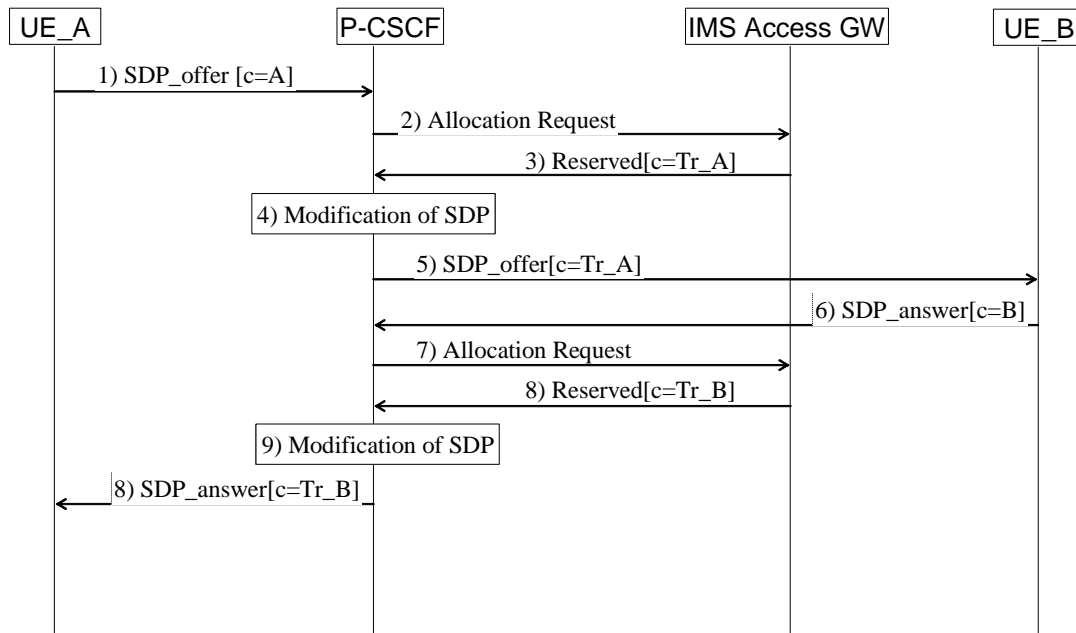 UE_A
P-CSCF
IMS Access GW
UE_B
1) SDP_offer [c=A]
2) Allocation Request
3) Reserved[c=Tr_A]
4) Modification of SDP
5) SDP_offer[c=Tr_A]
6) SDP_answer[c=B]
7) Allocation Request
8) Reserved[c=Tr_B]
9) Modification of SDP
8) SDP_answer[c=Tr_B]